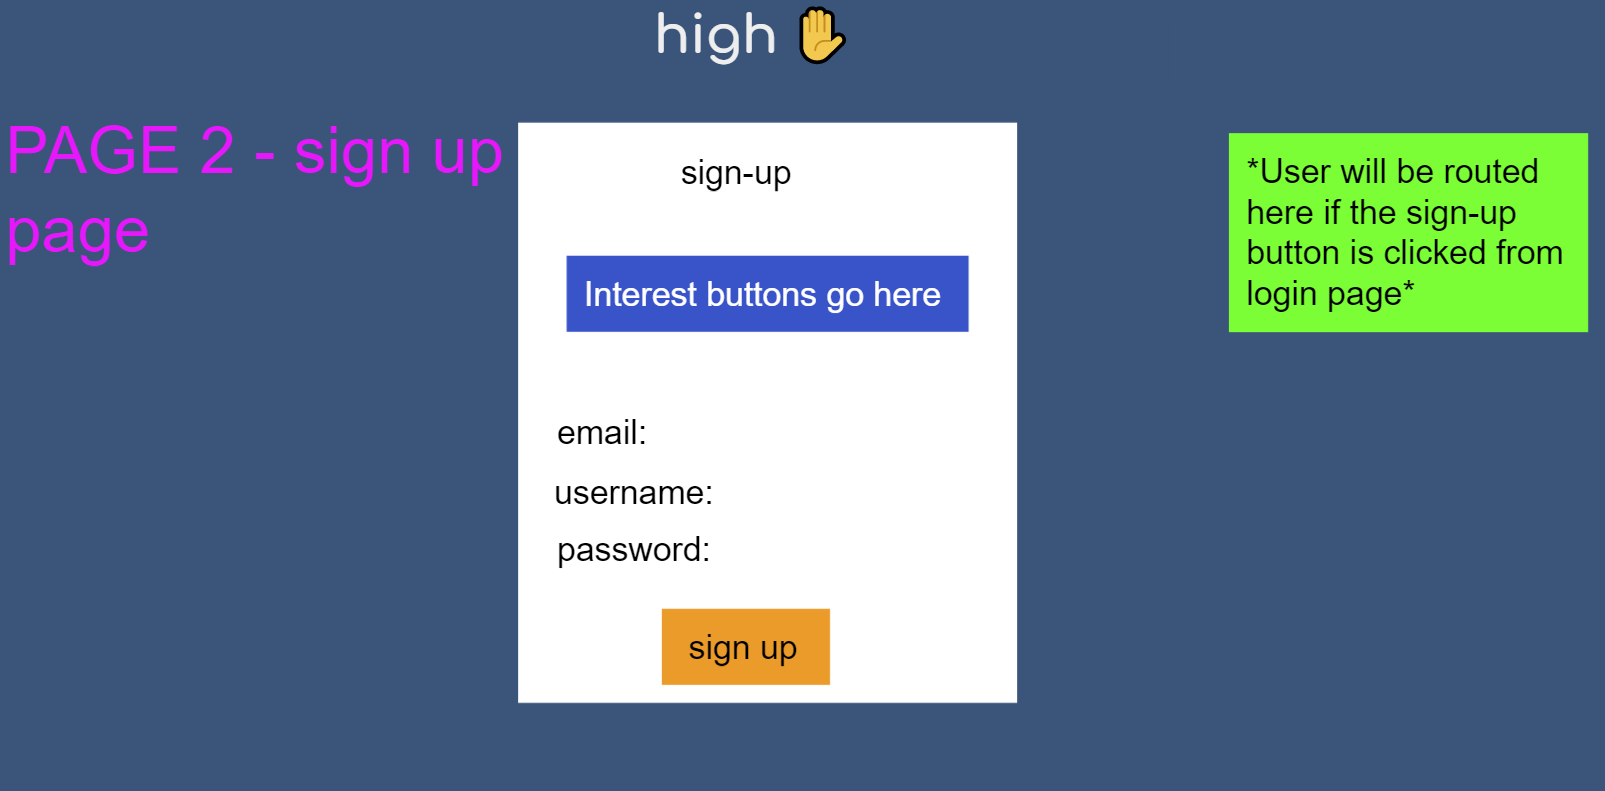 high ✋
PAGE 2 - sign up
page
sign-up
Interest buttons go here
email:
username:
password:
sign up
*User will be routed
here if the sign-up
button is clicked from
login page*